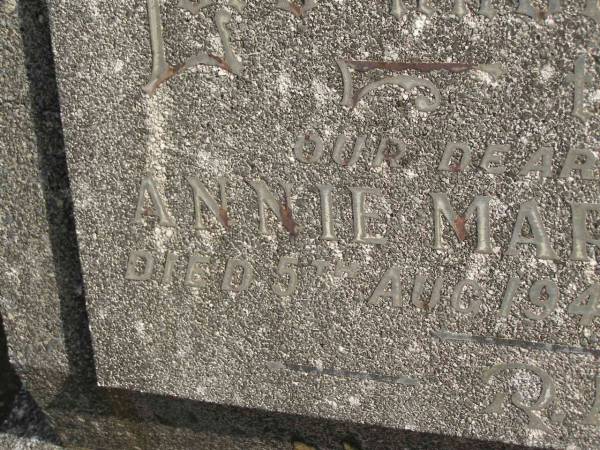 OUR DEAR
ANNIE MAR
DIED 5TH AUG 194
R.